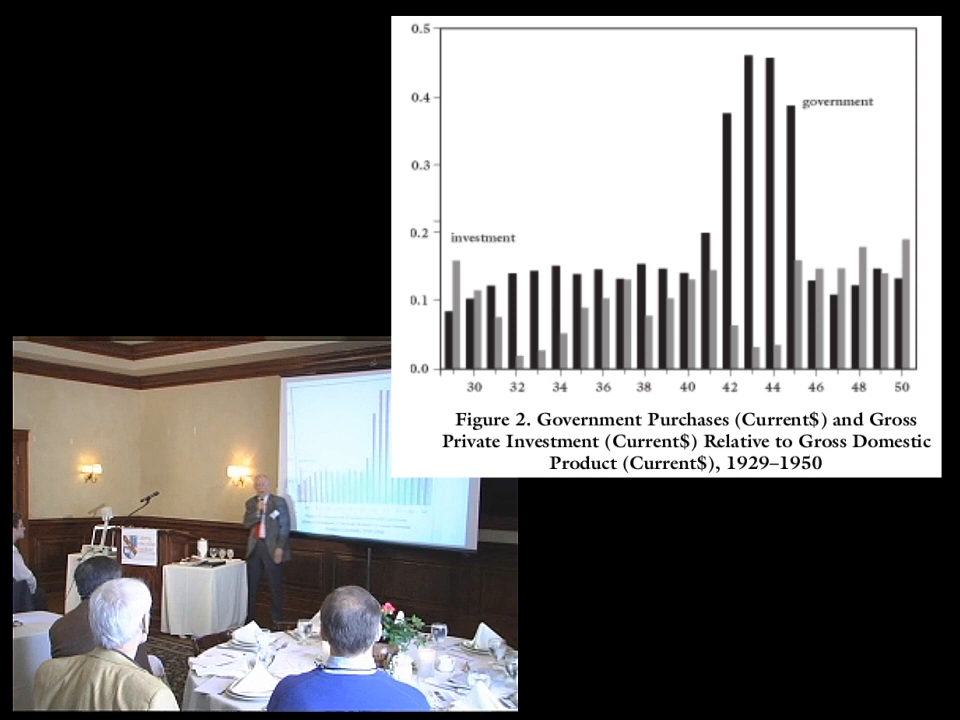 0.5
0.4
government
0.3
0.2
investment
0.1
0.0
30 32 34 36 38 40 42 44 46 48 50
Figure 2. Government Purchases (Current$) and Gross
Private Investment (Current$) Relative to Gross Domestic
Product (Current$), 1929–1950